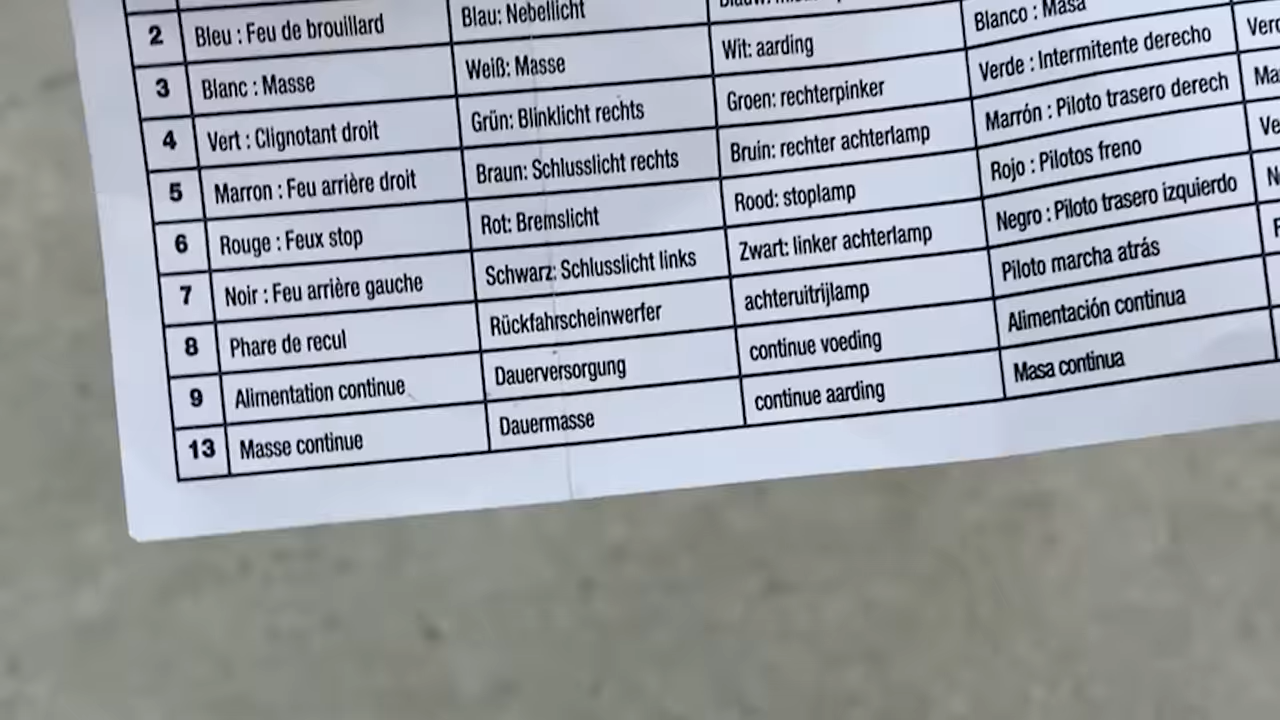 2 Bleu : Feu de brouillard Blau: Nebellicht
3 Blanc : Masse Weiß: Masse Wit: aarding Blanco : Masa
4 Vert : Clignotant droit Grün: Blinklicht rechts Groen: rechterpinker Verde : Intermitente derecho
5 Marron : Feu arrière droit Braun: Schlusslicht rechts Bruin: rechter achterlamp Marrón : Piloto trasero derech
6 Rouge : Feux stop Rot: Bremslicht Rood: stoplamp Rojo : Pilotos freno
7 Noir : Feu arrière gauche Schwarz: Schlusslicht links Zwart: linker achterlamp Negro : Piloto trasero izquierdo
8 Phare de recul Rückfahrscheinwerfer achteruitrijlamp Piloto marcha atrás
9 Alimentation continue Dauerversorgung continue voeding Alimentación continua
13 Masse continue Dauermasse continue aarding Masa continua